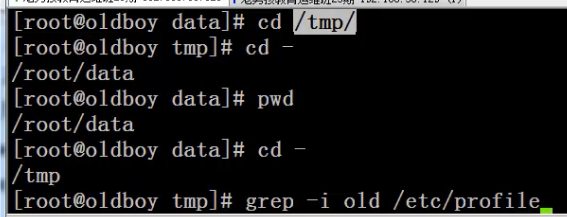 [root@oldboy data]# cd /tmp/
[root@oldboy tmp]# cd -
/root/data
[root@oldboy data]# pwd
/root/data
[root@oldboy data]# cd -
/tmp
[root@oldboy tmp]# grep -i old /etc/profile